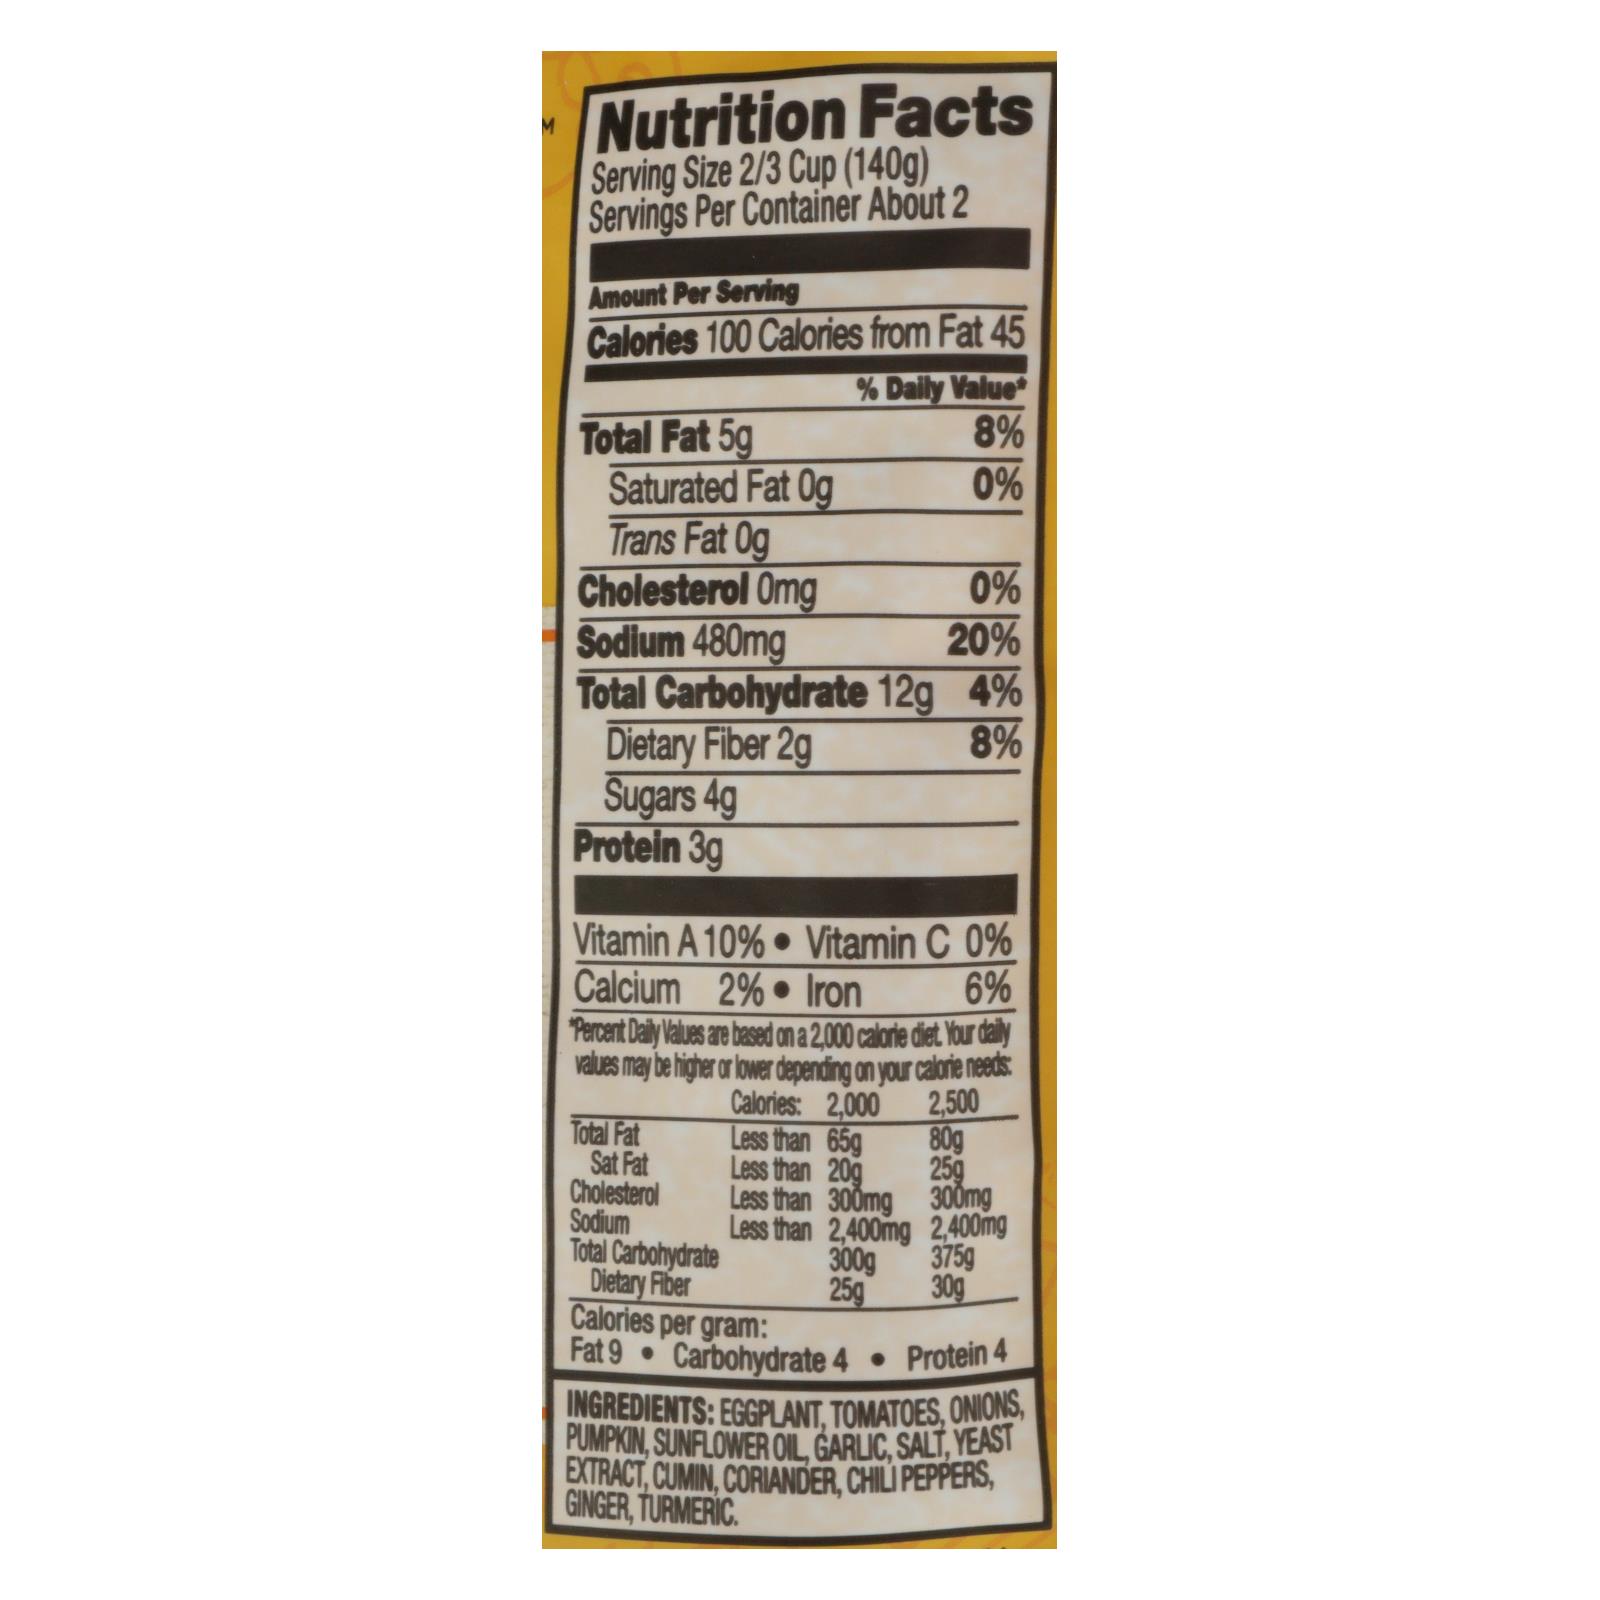 M
Nutrition Facts
Serving Size 2/3 Cup (140g)
Servings Per Container About 2
Amount Per Serving
Calories 100 Calories from Fat 45
% Daily Value*
Total Fat 5g 8%
Saturated Fat 0g 0%
Trans Fat 0g
Cholesterol 0mg 0%
Sodium 480mg 20%
Total Carbohydrate 12g 4%
Dietary Fiber 2g 8%
Sugars 4g
Protein 3g
Vitamin A 10% • Vitamin C 0%
Calcium 2% • Iron 6%
*Percent Daily Values are based on a 2,000 calorie diet. Your daily
values may be higher or lower depending on your calorie needs:
Calories: 2,000 2,500
Total Fat Less than 65g 80g
Sat Fat Less than 20g 25g
Cholesterol Less than 300mg 300mg
Sodium Less than 2,400mg 2,400mg
Total Carbohydrate 300g 375g
Dietary Fiber 25g 30g
Calories per gram:
Fat 9 • Carbohydrate 4 • Protein 4
INGREDIENTS: EGGPLANT, TOMATOES, ONIONS,
PUMPKIN, SUNFLOWER OIL, GARLIC, SALT, YEAST
EXTRACT, CUMIN, CORIANDER, CHILI PEPPERS,
GINGER, TURMERIC.